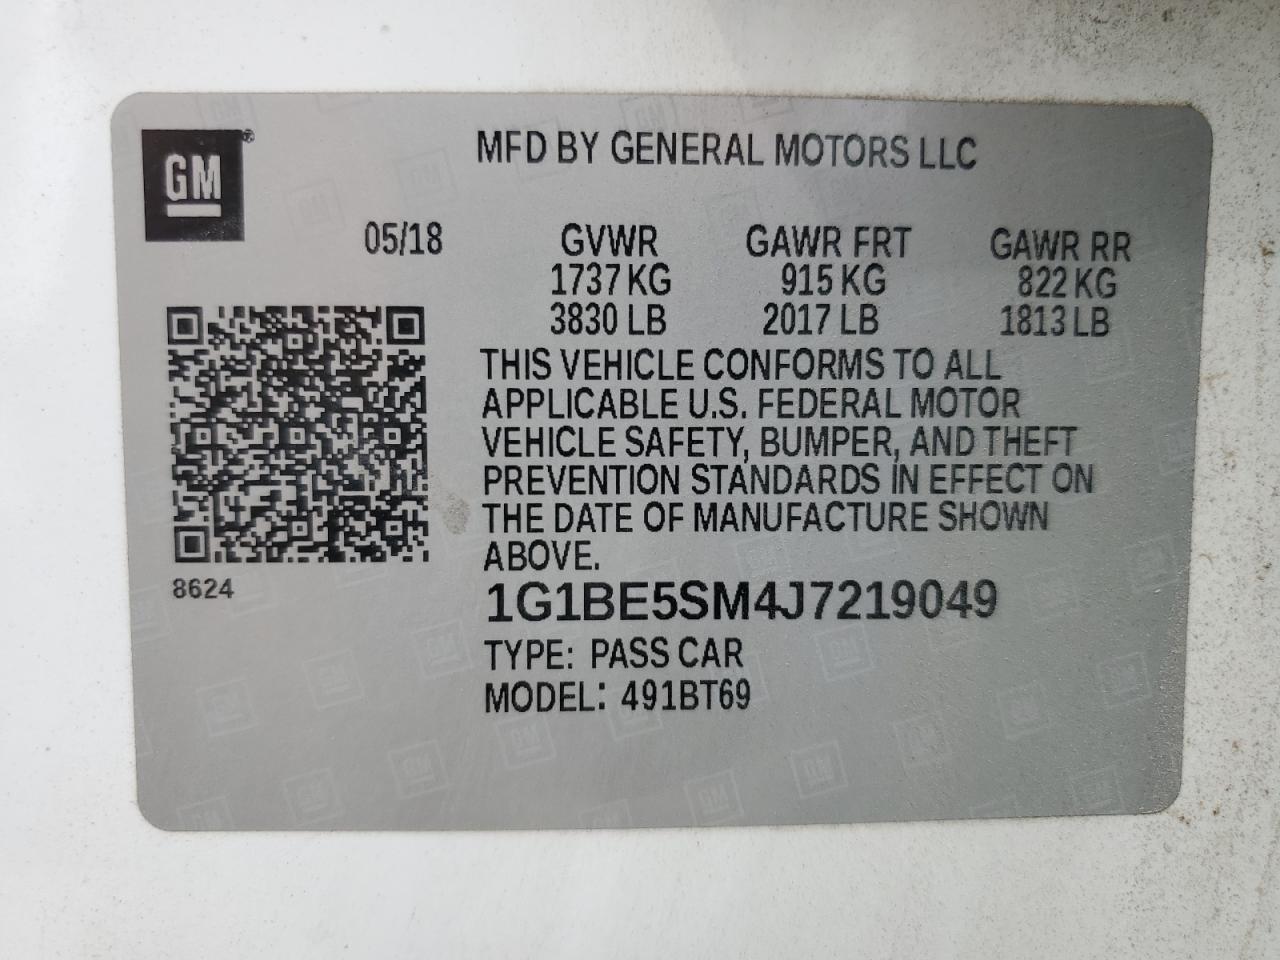 GM®
MFD BY GENERAL MOTORS LLC
05/18
GVWR GAWR FRT GAWR RR
1737 KG 915 KG 822 KG
3830 LB 2017 LB 1813 LB
THIS VEHICLE CONFORMS TO ALL
APPLICABLE U.S. FEDERAL MOTOR
VEHICLE SAFETY, BUMPER, AND THEFT
PREVENTION STANDARDS IN EFFECT ON
THE DATE OF MANUFACTURE SHOWN
ABOVE.
8624
1G1BE5SM4J7219049
TYPE: PASS CAR
MODEL: 491BT69